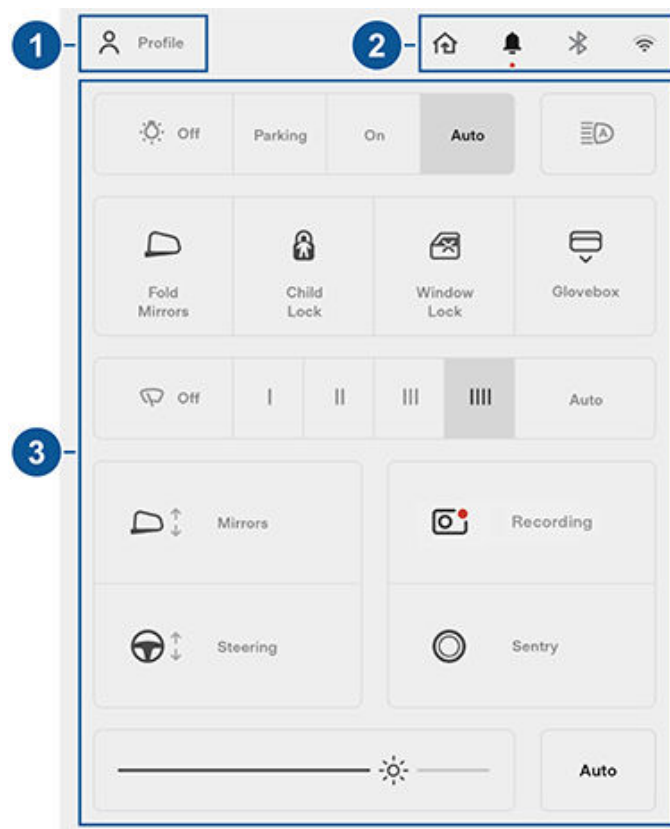 1
Profile
2
Off
Parking
On
Auto
A
Fold
Mirrors
Child
Lock
Window
Lock
Glovebox
Off
I
II
III
IIII
Auto
3
Mirrors
Recording
Steering
Sentry
Auto